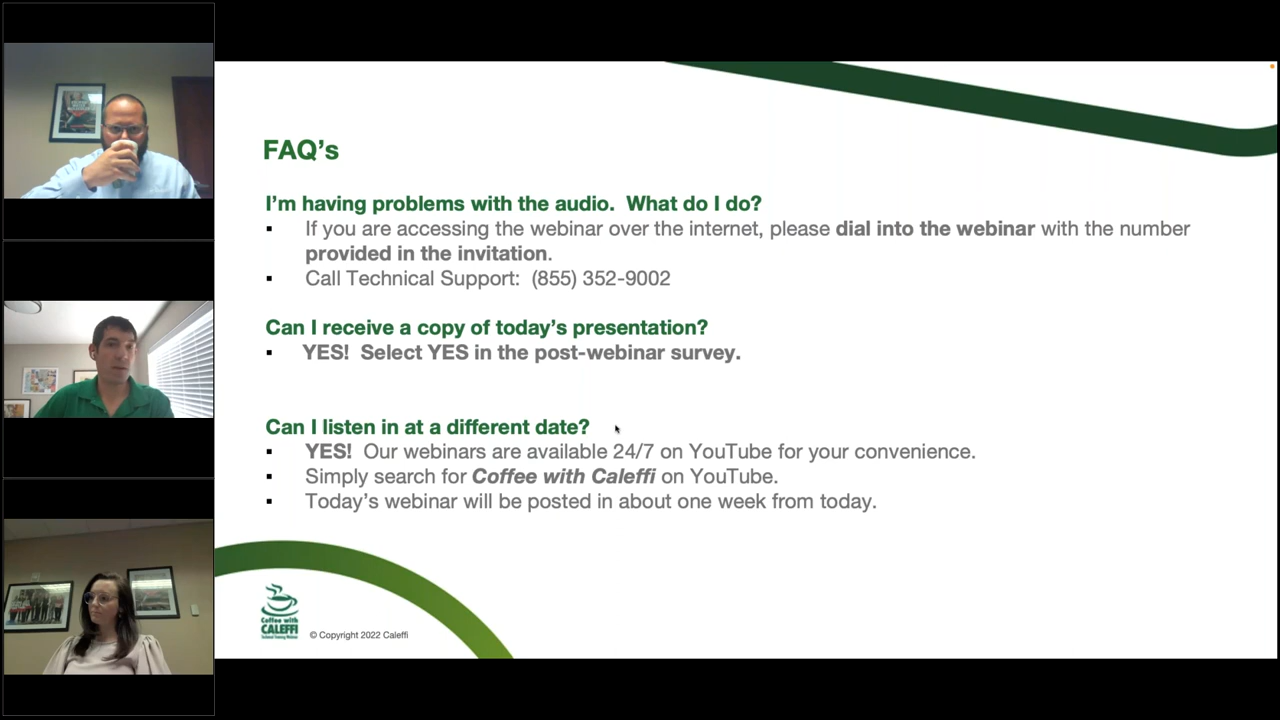 FAQ’s
I’m having problems with the audio.  What do I do?
▪ If you are accessing the webinar over the internet, please dial into the webinar with the number
provided in the invitation.
▪ Call Technical Support:  (855) 352-9002
Can I receive a copy of today’s presentation?
▪ YES!  Select YES in the post-webinar survey.
Can I listen in at a different date?
▪ YES!  Our webinars are available 24/7 on YouTube for your convenience.
▪ Simply search for Coffee with Caleffi on YouTube.
▪ Today’s webinar will be posted in about one week from today.
Coffee with
CALEFFI
© Copyright 2022 Caleffi